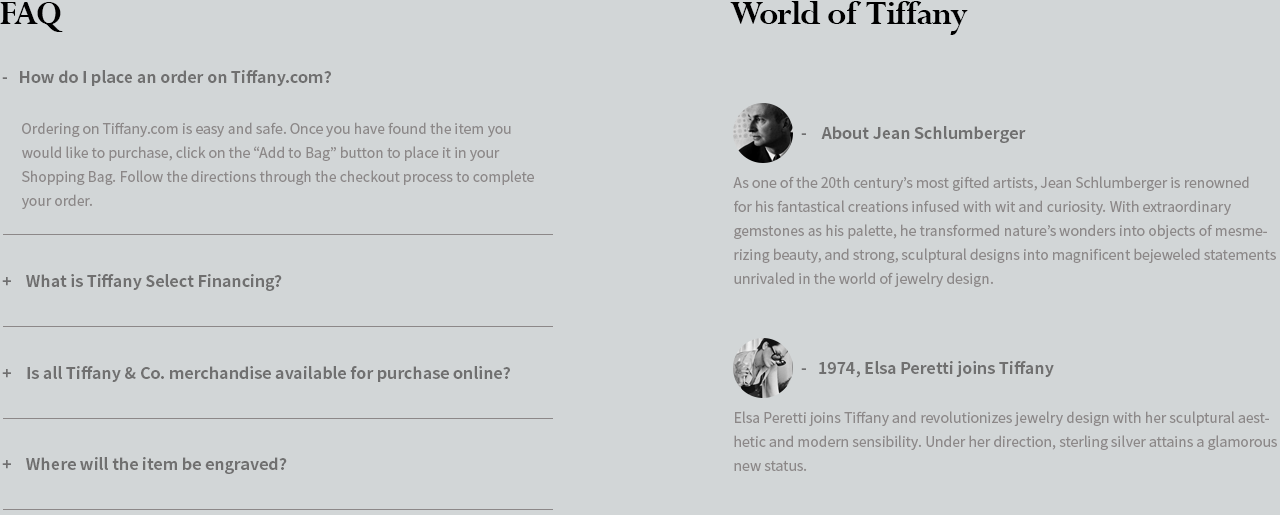 FAQ
- How do I place an order on Tiffany.com?
Ordering on Tiffany.com is easy and safe. Once you have found the item you
would like to purchase, click on the “Add to Bag” button to place it in your
Shopping Bag. Follow the directions through the checkout process to complete
your order.
+ What is Tiffany Select Financing?
+ Is all Tiffany & Co. merchandise available for purchase online?
+ Where will the item be engraved?
World of Tiffany
- About Jean Schlumberger
As one of the 20th century’s most gifted artists, Jean Schlumberger is renowned
for his fantastical creations infused with wit and curiosity. With extraordinary
gemstones as his palette, he transformed nature’s wonders into objects of mesme-
rizing beauty, and strong, sculptural designs into magnificent bejeweled statements
unrivaled in the world of jewelry design.
- 1974, Elsa Peretti joins Tiffany
Elsa Peretti joins Tiffany and revolutionizes jewelry design with her sculptural aest-
hetic and modern sensibility. Under her direction, sterling silver attains a glamorous
new status.